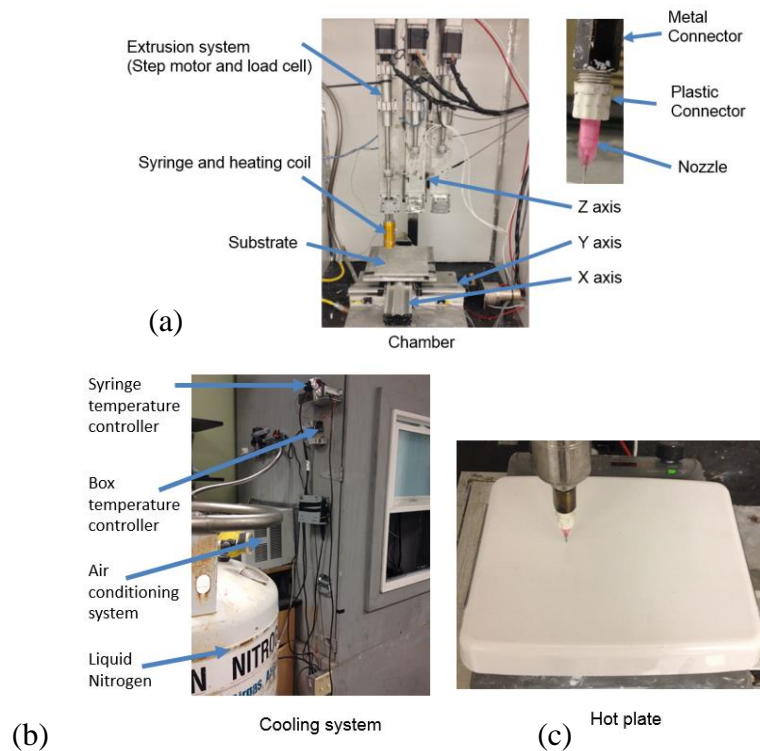 Extrusion system
(Step motor and load cell)
Syringe and heating coil
Substrate
Metal
Connector
Plastic
Connector
Nozzle
Z axis
Y axis
X axis
(a)
Chamber
Syringe
temperature
controller
Box
temperature
controller
Air
conditioning
system
Liquid
Nitrogen
N NITRO
(b)
Cooling system
(c)
Hot plate